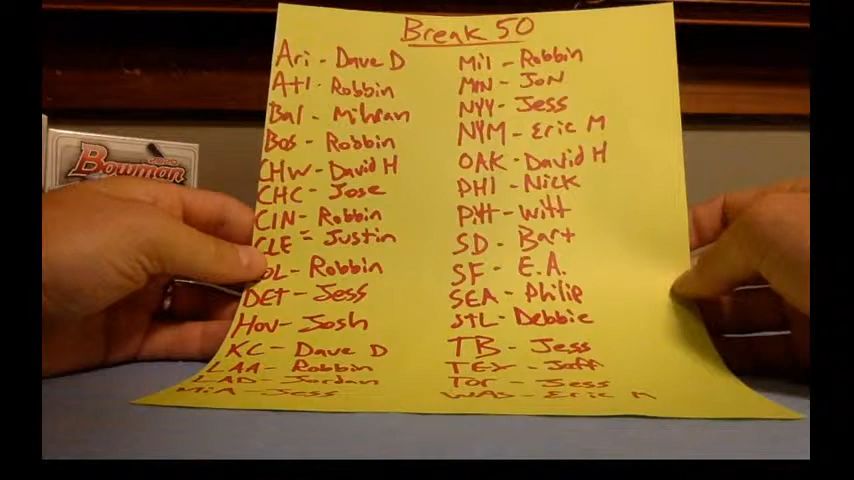 Break 50
Ari - Dave D
Atl - Robbin
Bal - Mihran
Bos - Robbin
CHW - David H
CHC - Jose
CIN - Robbin
CLE - Justin
COL - Robbin
DET - Jess
Hou - Josh
KC - Dave D
LAA - Robbin
LAD - Jordan
MiA - Jess
Mil - Robbin
MIN - JON
NYY - Jess
NYM - Eric M
OAK - David H
PHI - Nick
Pitt - Witt
SD - Bart
SF - E.A.
SEA - Philip
STL - Debbie
TB - Jess
TEX - Jeff
TOr - Jess
WAS - Eric M
Bowman